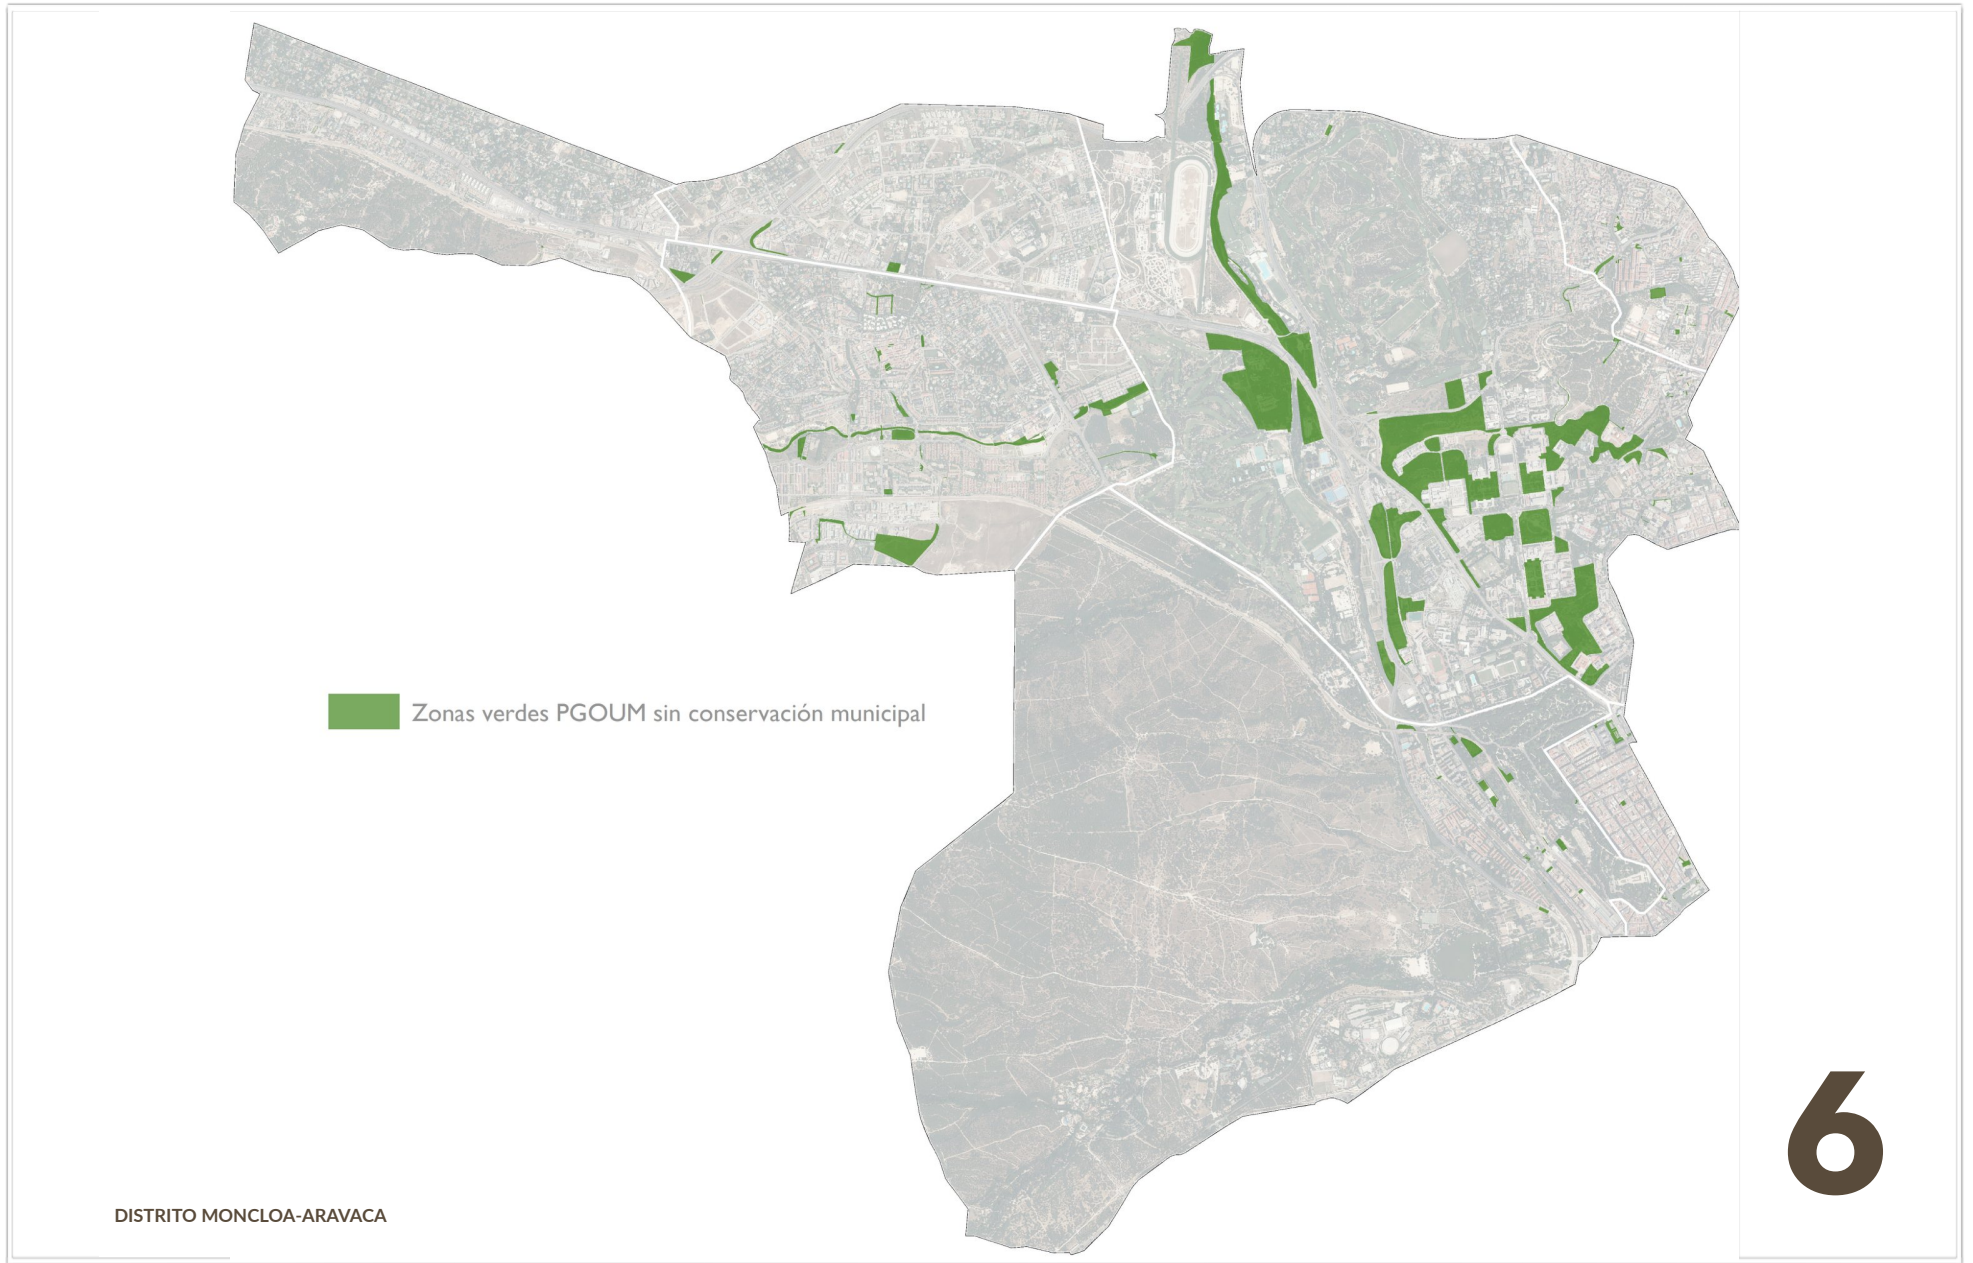 Zonas verdes PGOUM sin conservación municipal
6
DISTRITO MONCLOA-ARAVACA